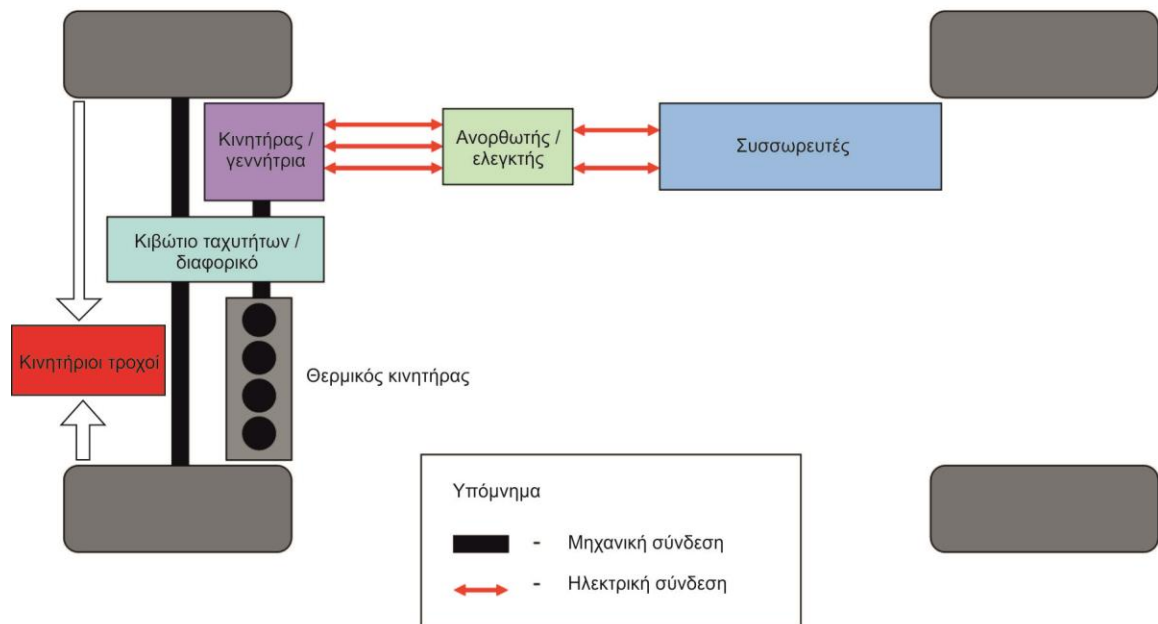 Κινητήρας /
γεννήτρια
Ανορθωτής /
ελεγκτής
Συσσωρευτές
Κιβώτιο ταχυτήτων /
διαφορικό
Κινητήριοι τροχοί
Θερμικός κινητήρας
Υπόμνημα
- Μηχανική σύνδεση
- Ηλεκτρική σύνδεση